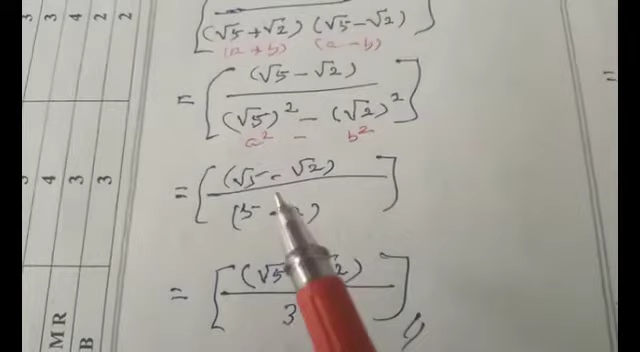 (√5+√2) (√5-√2)
(a+b) (a-b)
= [(√5-√2)
(√5)² - (√2)²]
a² - b²
= [(√5-√2)
(5-2)]
= [(√5-√2)
3]
3 4 2 2
4 3 3
MR
B
=